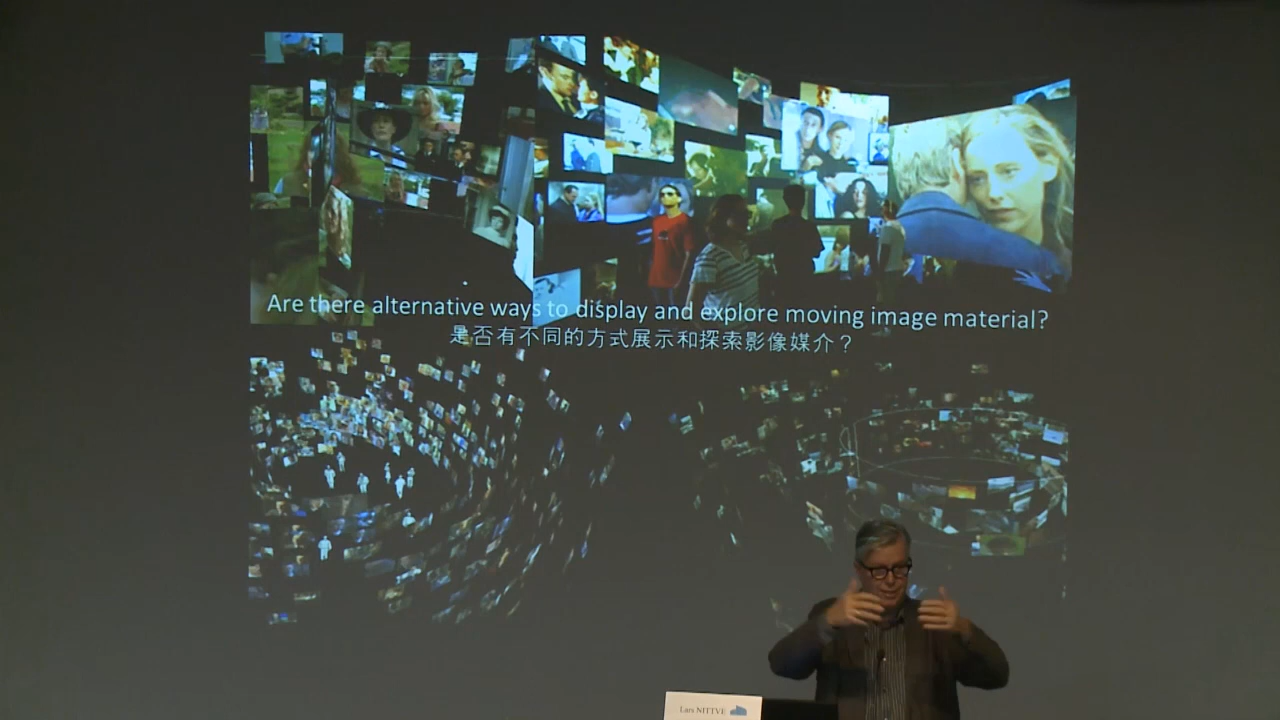 Are there alternative ways to display and explore moving image material?
是否有不同的方式展示和探索影像媒介？
Lars NITTVE